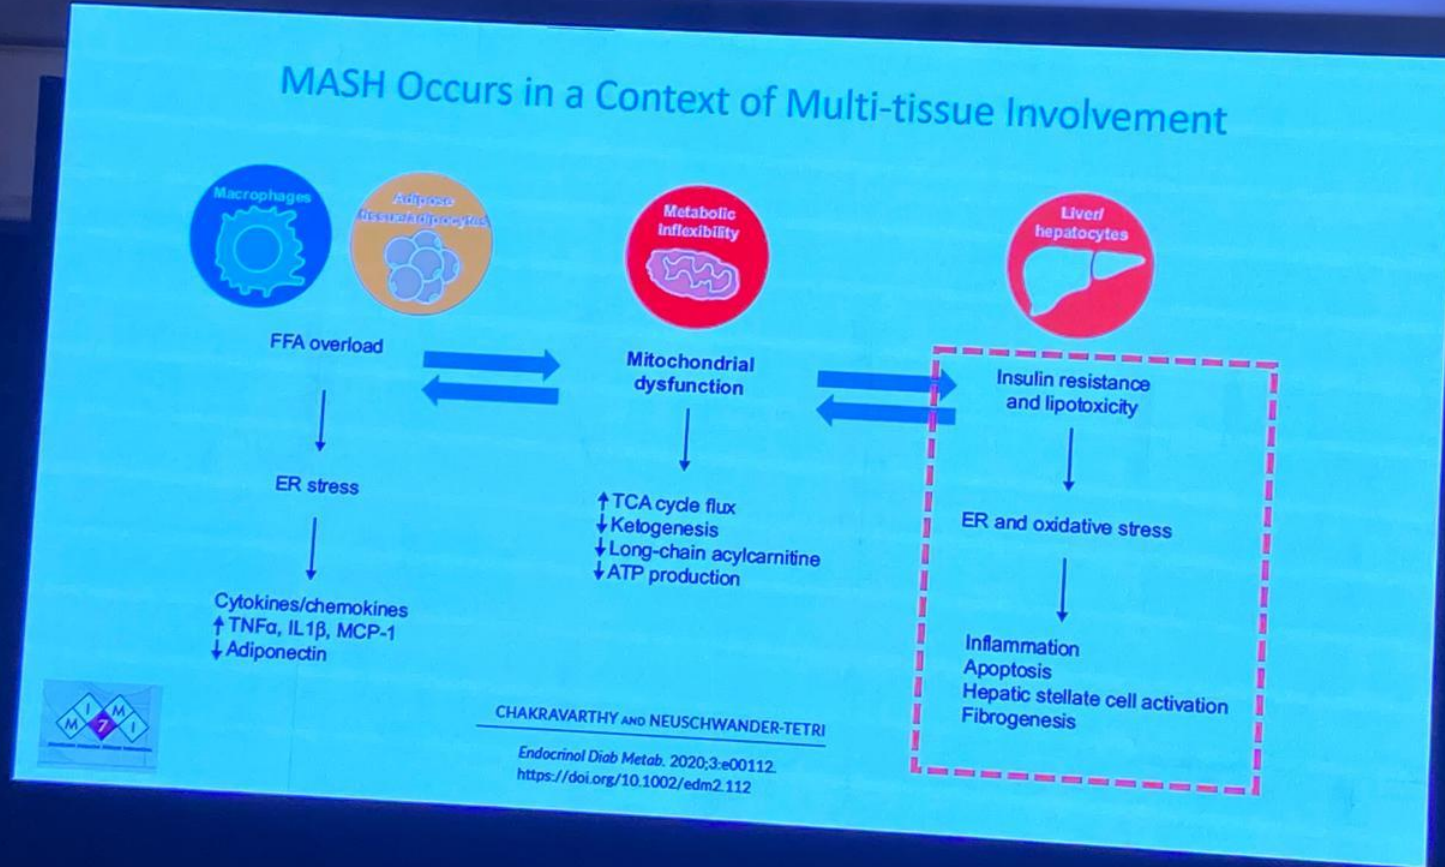 MASH Occurs in a Context of Multi-tissue Involvement
Macrophages
Adipose
Metabolic
Inflexibility
Liver/
hepatocytes
FFA overload
ER stress
Cytokines/chemokines
↑ TNFα, IL1β, MCP-1
↓ Adiponectin
Mitochondrial
dysfunction
↑ TCA cycle flux
↓ Ketogenesis
↓ Long-chain acylcarnitine
↓ ATP production
Insulin resistance
and lipotoxicity
ER and oxidative stress
Inflammation
Apoptosis
Hepatic stellate cell activation
Fibrogenesis
M I 7 M I
CHAKRAVARTHY AND NEUSCHWANDER-TETRI
Endocrinol Diab Metab. 2020;3:e00112.
https://doi.org/10.1002/edm2.112